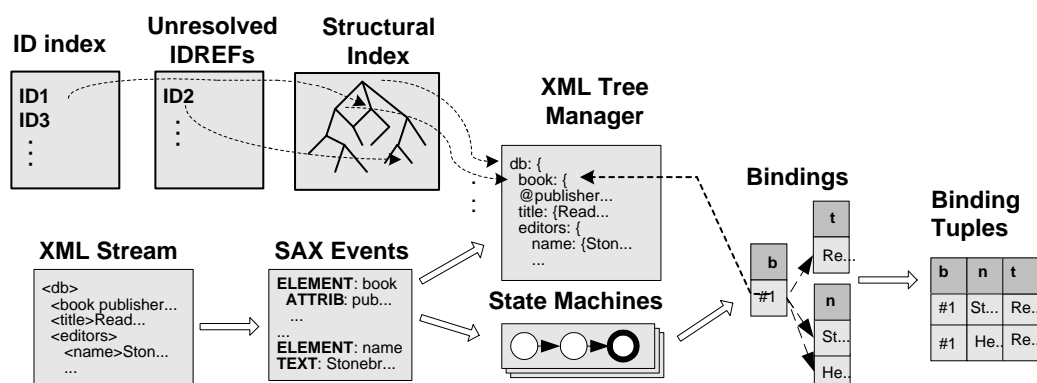 ID index
Unresolved
IDREFs
Structural
Index
ID1
ID3
.
.
.
ID2
.
.
.
XML Tree
Manager
db: {
book: {
@publisher...
title: {Read...
editors: {
name: {Ston...
...
.
.
.
XML Stream
<db>
<book publisher...
<title>Read...
<editors>
<name>Ston...
...
SAX Events
ELEMENT: book
ATTRIB: pub...
...
...
ELEMENT: name
TEXT: Stonebr...
State Machines
Bindings
b
#1
t
Re...
n
St...
He..
Binding
Tuples
b n t
#1 St... Re..
#1 He.. Re..